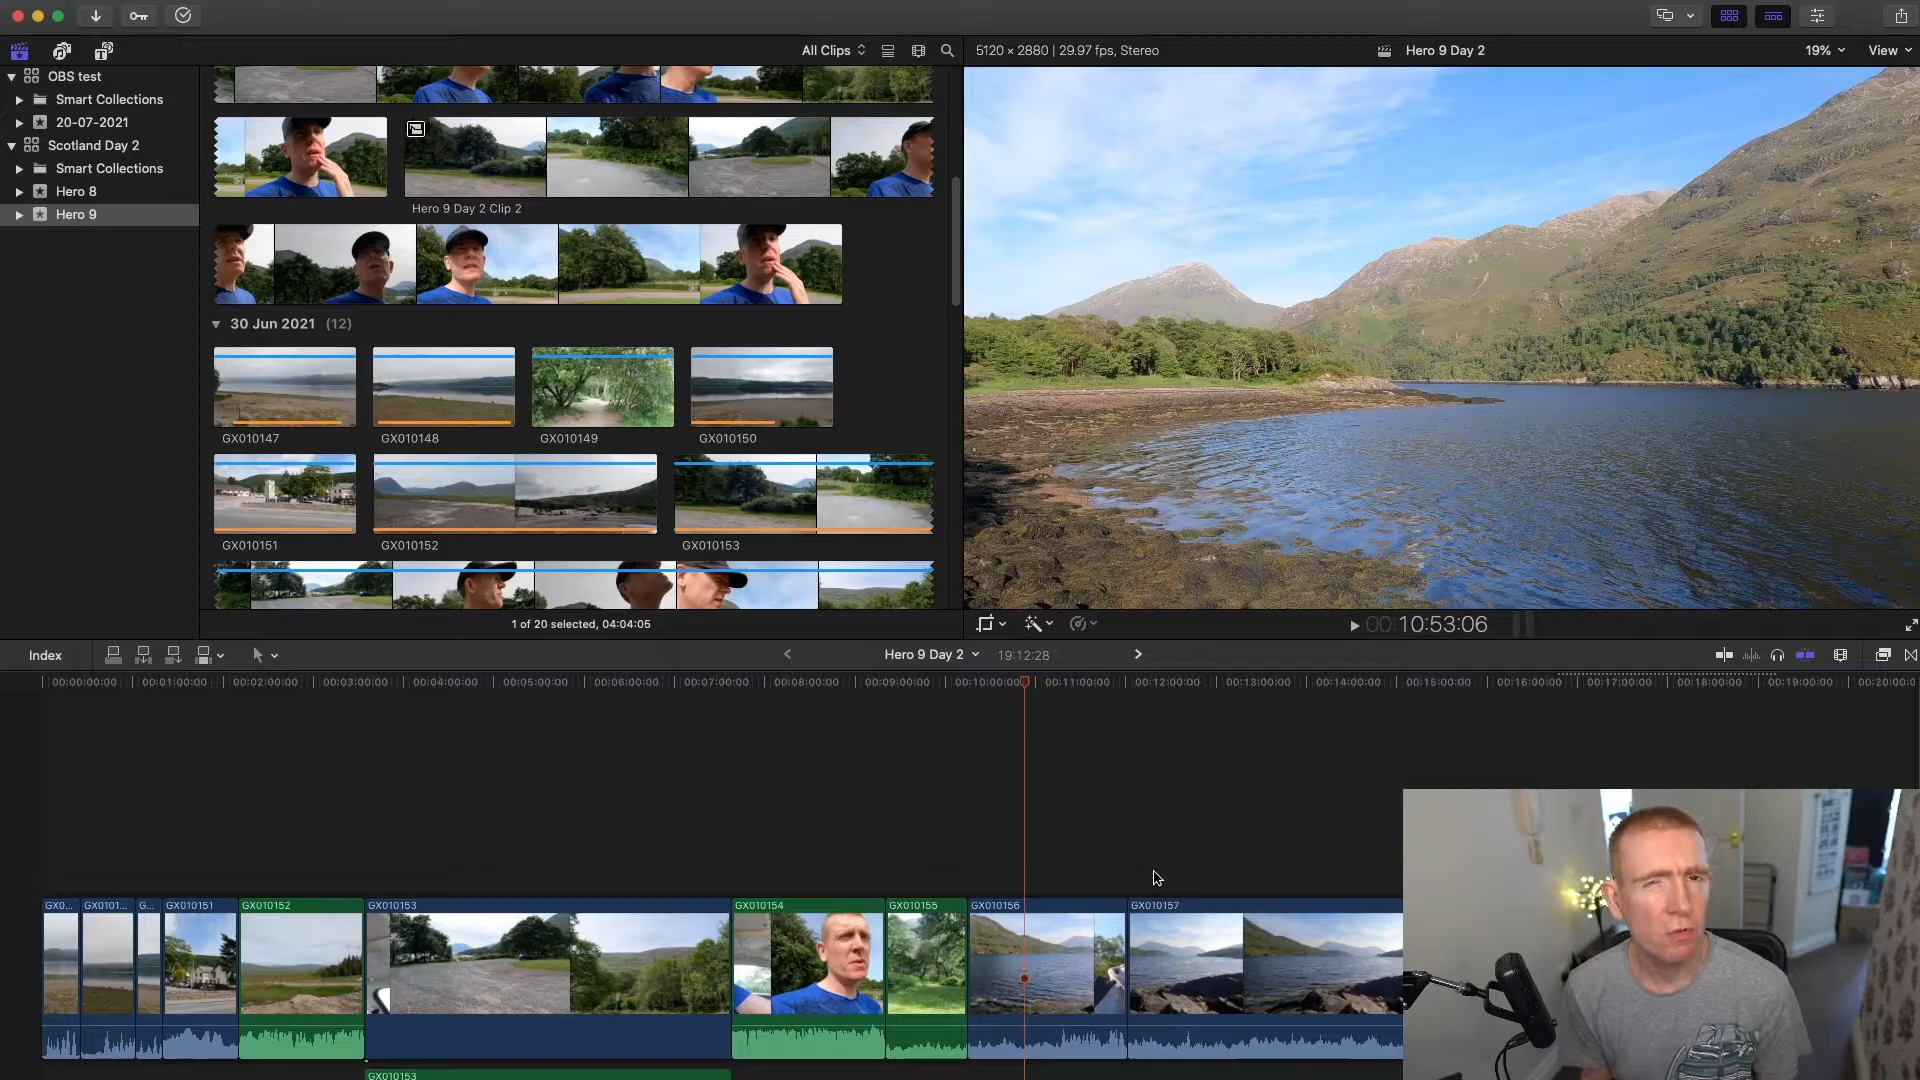 All Clips
5120 × 2880 | 29.97 fps, Stereo
Hero 9 Day 2
19%
View
OBS test
Smart Collections
20-07-2021
Scotland Day 2
Smart Collections
Hero 8
Hero 9
Hero 9 Day 2 Clip 2
30 Jun 2021 (12)
GX010147
GX010148
GX010149
GX010150
GX010151
GX010152
GX010153
1 of 20 selected, 04:04:05
00:10:53:06
Index
Hero 9 Day 2
19:12:28
00:00:00:00
00:01:00:00
00:02:00:00
00:03:00:00
00:04:00:00
00:05:00:00
00:06:00:00
00:07:00:00
00:08:00:00
00:09:00:00
00:10:00:00
00:11:00:00
00:12:00:00
00:13:00:00
00:14:00:00
00:15:00:00
00:16:00:00
00:17:00:00
00:18:00:00
00:19:00:00
00:20:00:0
GX0...
GX0101...
G...
GX010151
GX010152
GX010153
GX010154
GX010155
GX010156
GX010157
GX010153